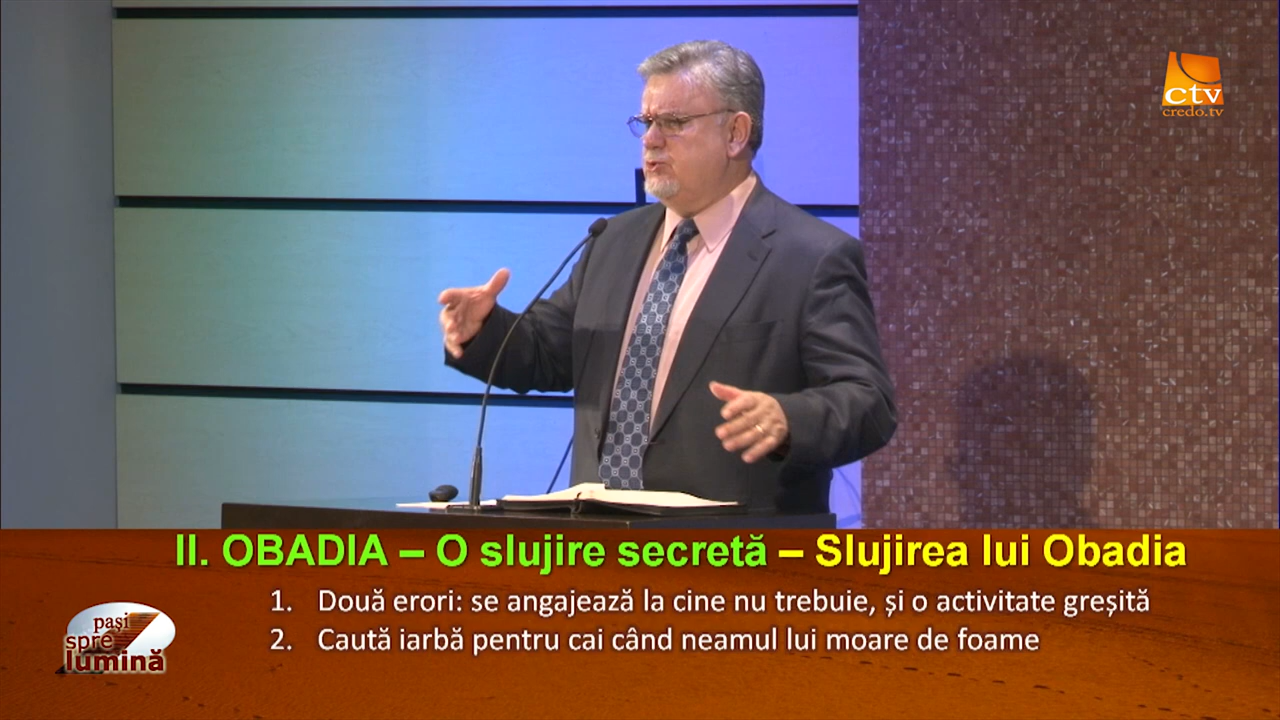 ctv
credo.tv
II. OBADIA – O slujire secretă – Slujirea lui Obadia
1. Două erori: se angajează la cine nu trebuie, și o activitate greșită
2. Caută iarbă pentru cai când neamul lui moare de foame
pași
spre
lumină